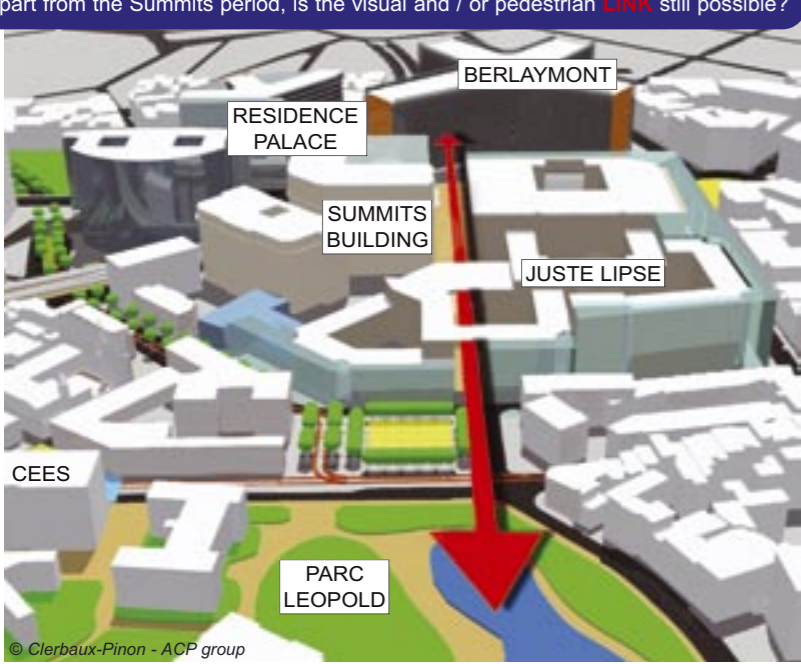 part from the Summits period, is the visual and / or pedestrian LINK still possible?
BERLAYMONT
RESIDENCE
PALACE
SUMMITS
BUILDING
JUSTE LIPSE
CEES
PARC
LEOPOLD
© Clerbaux-Pinon - ACP group